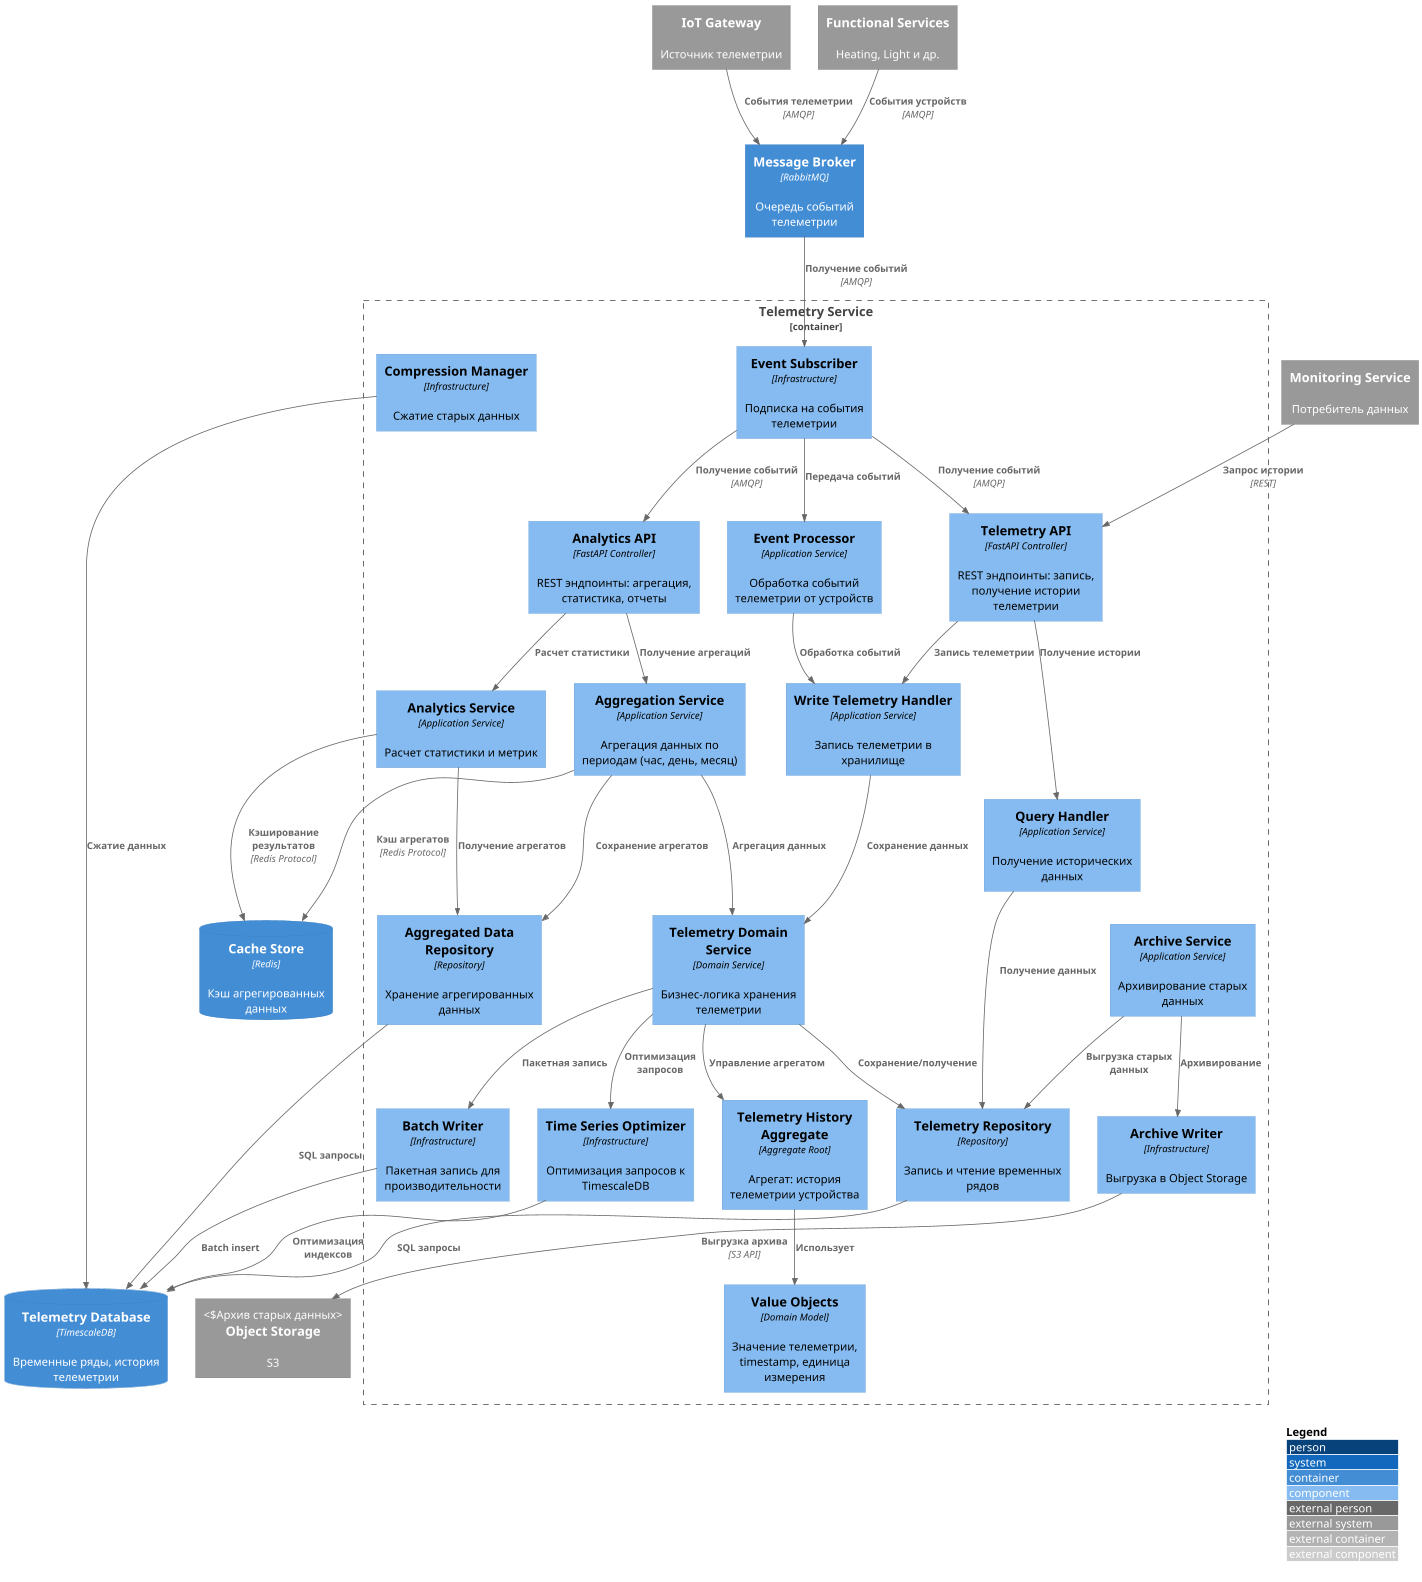 IoT Gateway
Источник телеметрии
Functional Services
Heating, Light и др.
События телеметрии
[AMQP]
События устройств
[AMQP]
Message Broker
[RabbitMQ]
Очередь событий
телеметрии
Получение событий
[AMQP]
Telemetry Service
[container]
Compression Manager
[Infrastructure]
Сжатие старых данных
Event Subscriber
[Infrastructure]
Подписка на события
телеметрии
Monitoring Service
Потребитель данных
Получение событий
[AMQP]
Передача событий
Получение событий
[AMQP]
Запрос истории
[REST]
Analytics API
[FastAPI Controller]
REST эндпоинты: агрегация,
статистика, отчеты
Event Processor
[Application Service]
Обработка событий
телеметрии от устройств
Telemetry API
[FastAPI Controller]
REST эндпоинты: запись,
получение истории
телеметрии
Расчет статистики
Получение агрегаций
Обработка событий
Запись телеметрии
Получение истории
Analytics Service
[Application Service]
Расчет статистики и метрик
Aggregation Service
[Application Service]
Агрегация данных по
периодам (час, день, месяц)
Write Telemetry Handler
[Application Service]
Запись телеметрии в
хранилище
Query Handler
[Application Service]
Получение исторических
данных
Сжатие данных
Кэширование
результатов
[Redis Protocol]
Кэш агрегатов
[Redis Protocol]
Получение агрегатов
Сохранение агрегатов
Агрегация данных
Сохранение данных
Cache Store
[Redis]
Кэш агрегированных
данных
Aggregated Data
Repository
[Repository]
Хранение агрегированных
данных
Telemetry Domain
Service
[Domain Service]
Бизнес-логика хранения
телеметрии
Получение данных
Archive Service
[Application Service]
Архивирование старых
данных
Пакетная запись
Оптимизация
запросов
Управление агрегатом
Сохранение/получение
Выгрузка старых
данных
Архивирование
SQL запросы
Batch Writer
[Infrastructure]
Пакетная запись для
производительности
Time Series Optimizer
[Infrastructure]
Оптимизация запросов к
TimescaleDB
Telemetry History
Aggregate
[Aggregate Root]
Агрегат: история
телеметрии устройства
Telemetry Repository
[Repository]
Запись и чтение временных
рядов
Archive Writer
[Infrastructure]
Выгрузка в Object Storage
Batch insert
Оптимизация
индексов
SQL запросы
Выгрузка архива
[S3 API]
Использует
Telemetry Database
[TimescaleDB]
Временные ряды, история
телеметрии
<$Архив старых данных>
Object Storage
S3
Value Objects
[Domain Model]
Значение телеметрии,
timestamp, единица
измерения
Legend
person
system
container
component
external person
external system
external container
external component